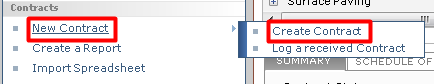 Contracts
New Contract
Create a Report
Import Spreadsheet
Surface Paving
Create Contract
Log a received Contract
SUMMARY
SCHEDULE OF